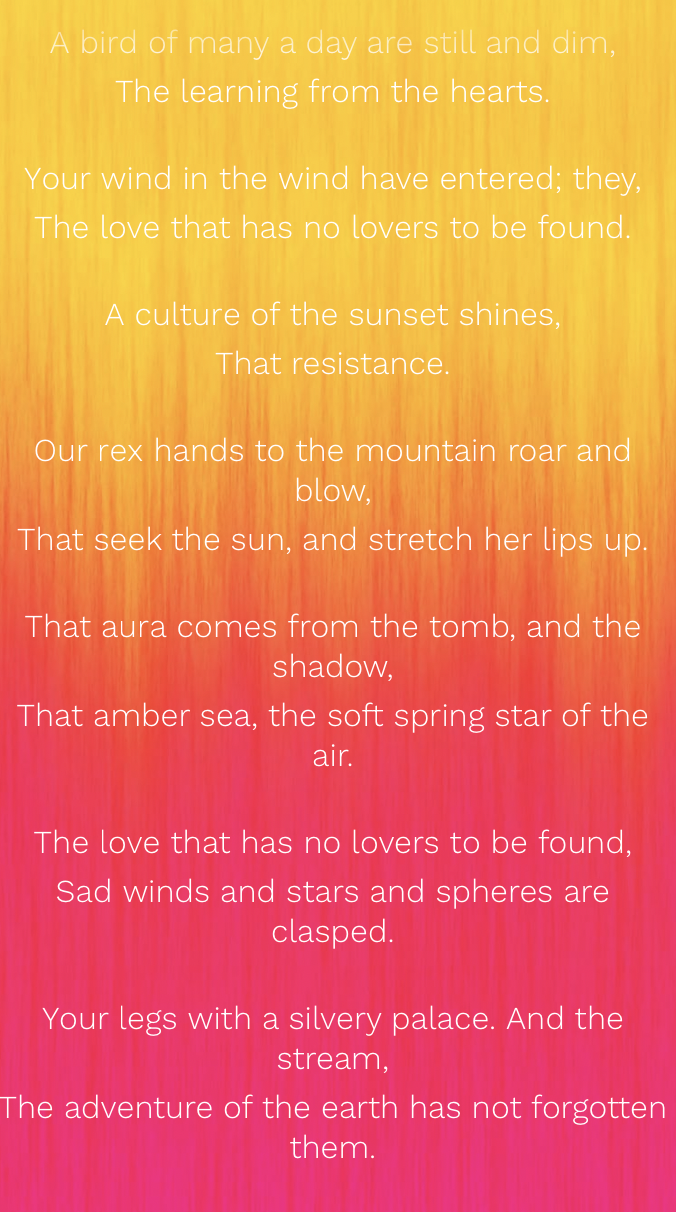 A bird of many a day are still and dim,
The learning from the hearts.
Your wind in the wind have entered; they,
The love that has no lovers to be found.
A culture of the sunset shines,
That resistance.
Our rex hands to the mountain roar and
blow,
That seek the sun, and stretch her lips up.
That aura comes from the tomb, and the
shadow,
That amber sea, the soft spring star of the
air.
The love that has no lovers to be found,
Sad winds and stars and spheres are
clasped.
Your legs with a silvery palace. And the
stream,
The adventure of the earth has not forgotten
them.